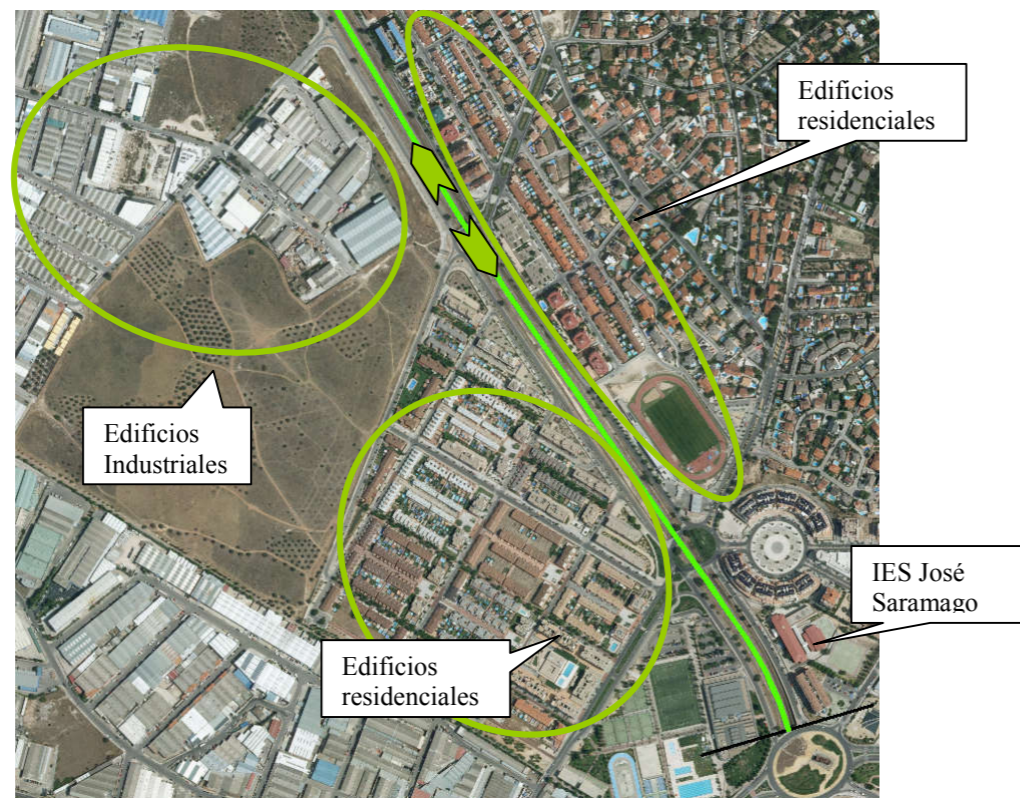 Edificios
residenciales
Edificios
Industriales
IES José
Saramago
Edificios
residenciales